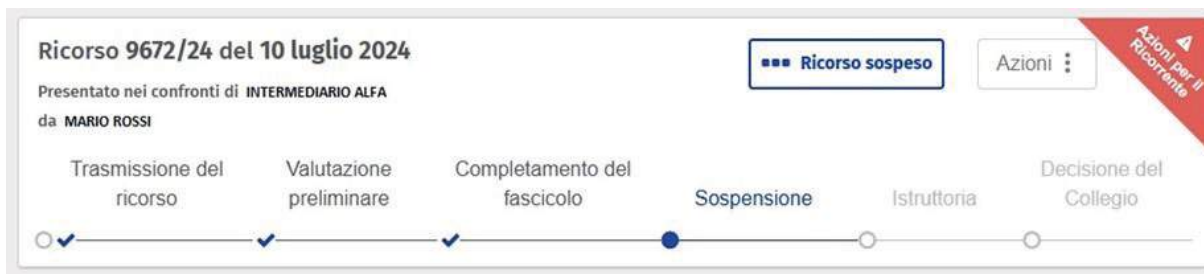 Ricorso 9672/24 del 10 luglio 2024
Presentato nei confronti di INTERMEDIARIO ALFA
da MARIO ROSSI
Ricorso sospeso
Azioni
Azioni per il
Ricorrente
Trasmissione del
ricorso
Valutazione
preliminare
Completamento del
fascicolo
Sospensione
Istruttoria
Decisione del
Collegio